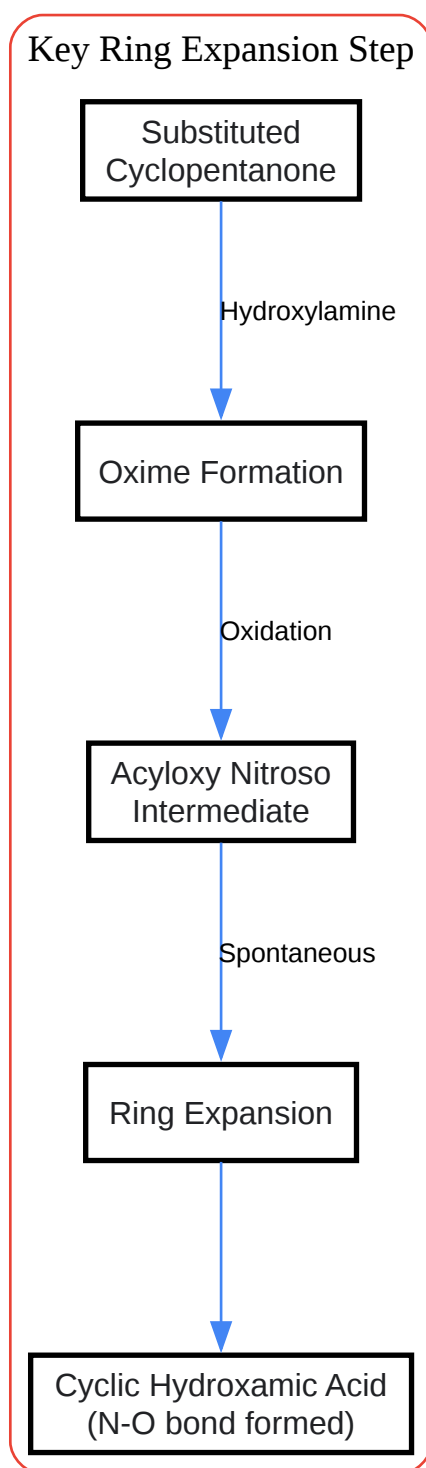 Key Ring Expansion Step
Substituted
Cyclopentanone
Hydroxylamine
Oxime Formation
Oxidation
Acyloxy Nitroso
Intermediate
Spontaneous
Ring Expansion
Cyclic Hydroxamic Acid
(N-O bond formed)